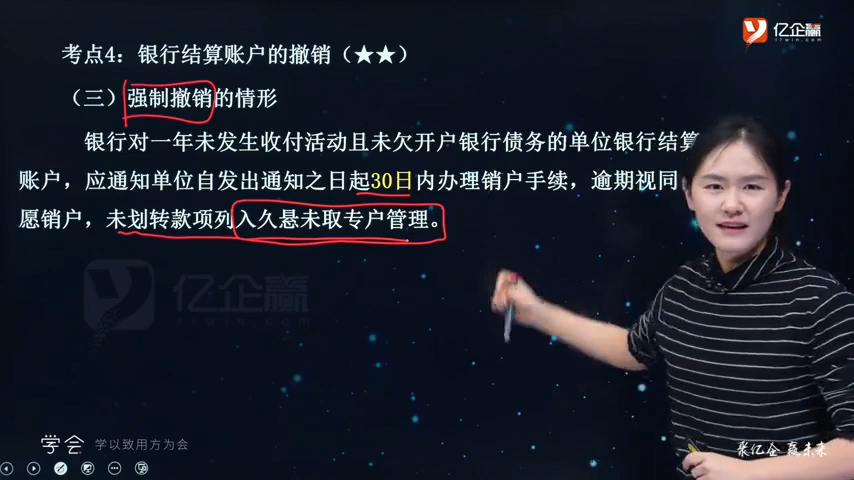 亿企赢
考点4：银行结算账户的撤销（★★）
（三）强制撤销的情形
银行对一年未发生收付活动且未欠开户银行债务的单位银行结算
账户，应通知单位自发出通知之日起30日内办理销户手续，逾期视同
愿销户，未划转款项列入久悬未取专户管理。
亿企赢
学会 学以致用方为会
聚亿企 赢未来